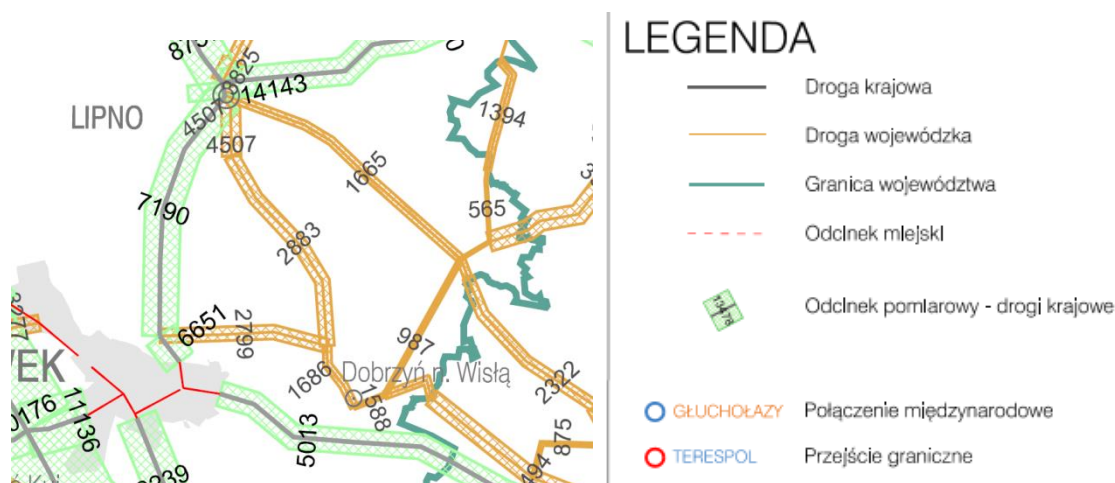 LEGENDA
Droga krajowa
Droga wojewódzka
Granica województwa
Odcinek miejski
Odcinek pomiarowy - drogi krajowe
13478
GŁUCHOŁAZY Połączenie międzynarodowe
TERESPOL Przejście graniczne
14143
4507
LIPNO
4507
1394
1665
7190
565
2883
6651
2799
987
Dobrzyń n. Wisłą
1686
1588
2322
11136
5013
875